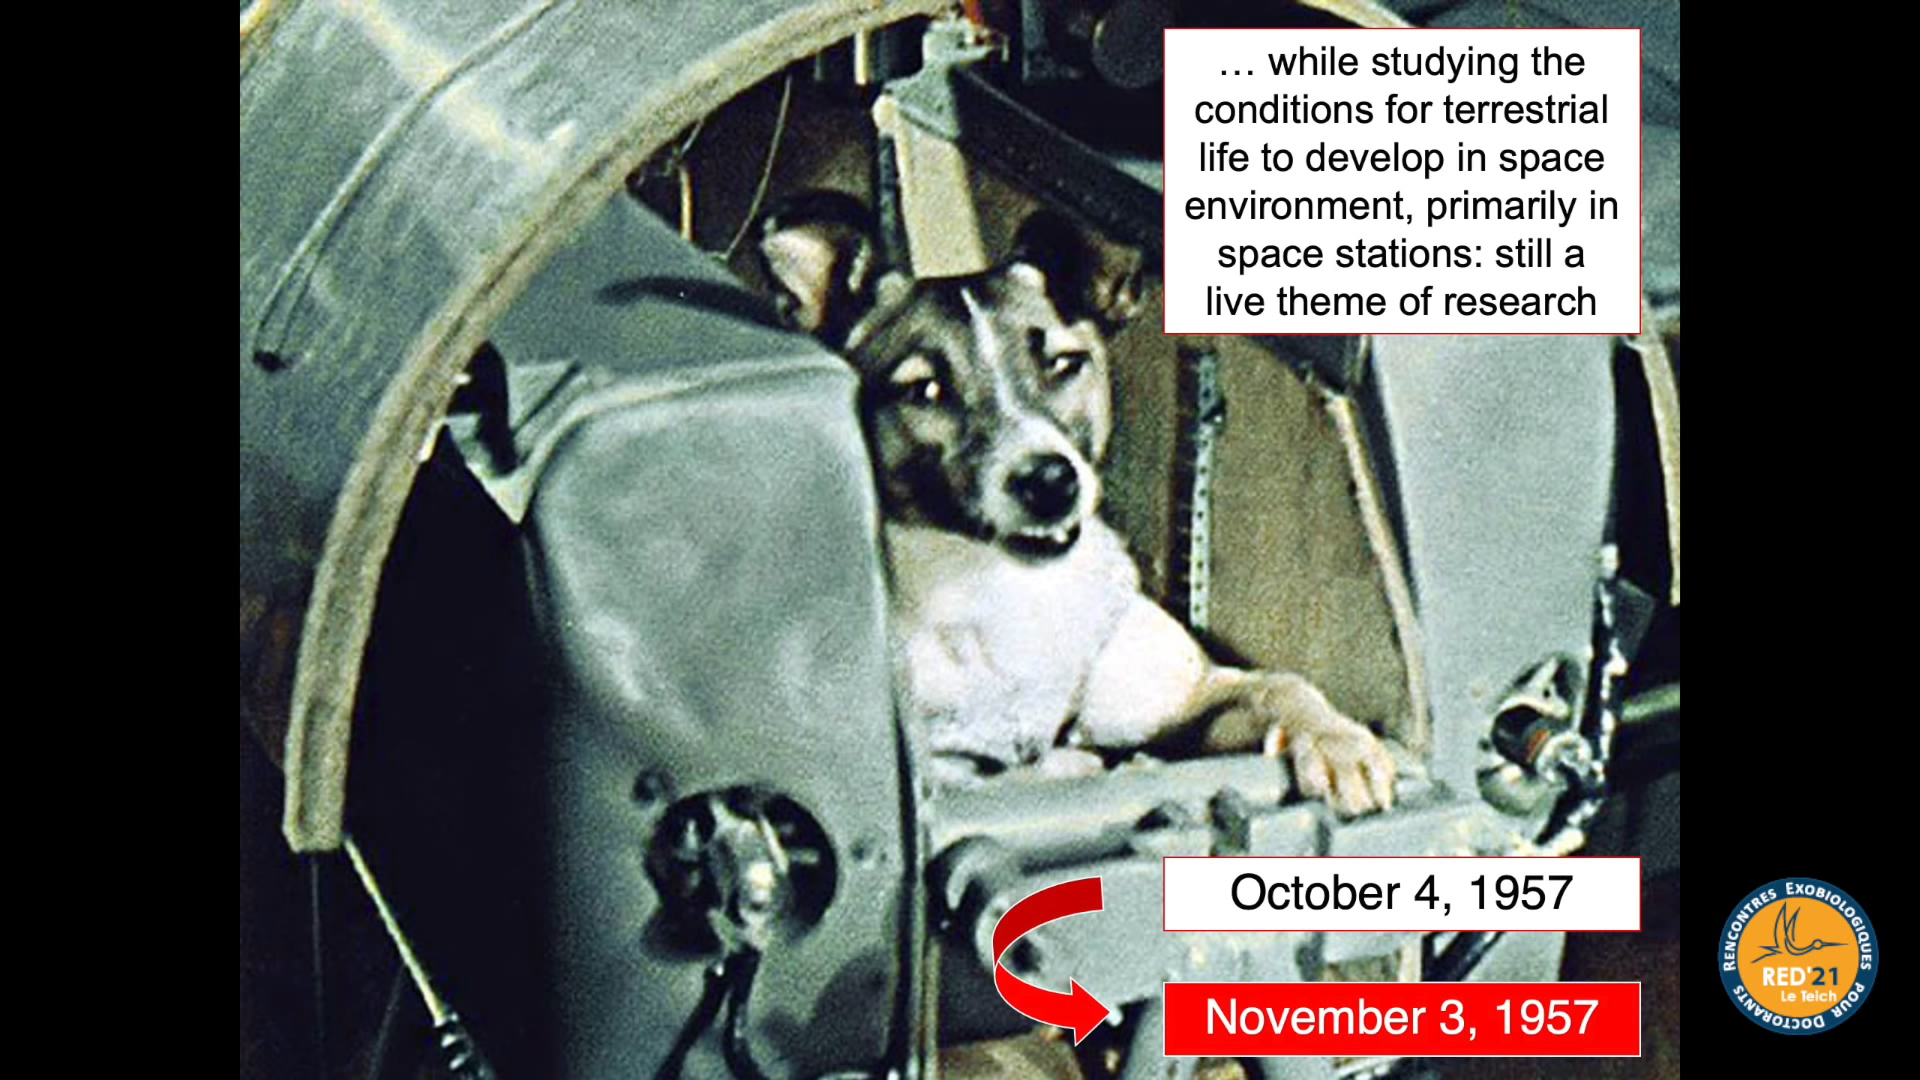 … while studying the
conditions for terrestrial
life to develop in space
environment, primarily in
space stations: still a
live theme of research
October 4, 1957
November 3, 1957
RENCONTRES EXOBIOLOGIQUES POUR DOCTORANTS
RED'21
Le Teich